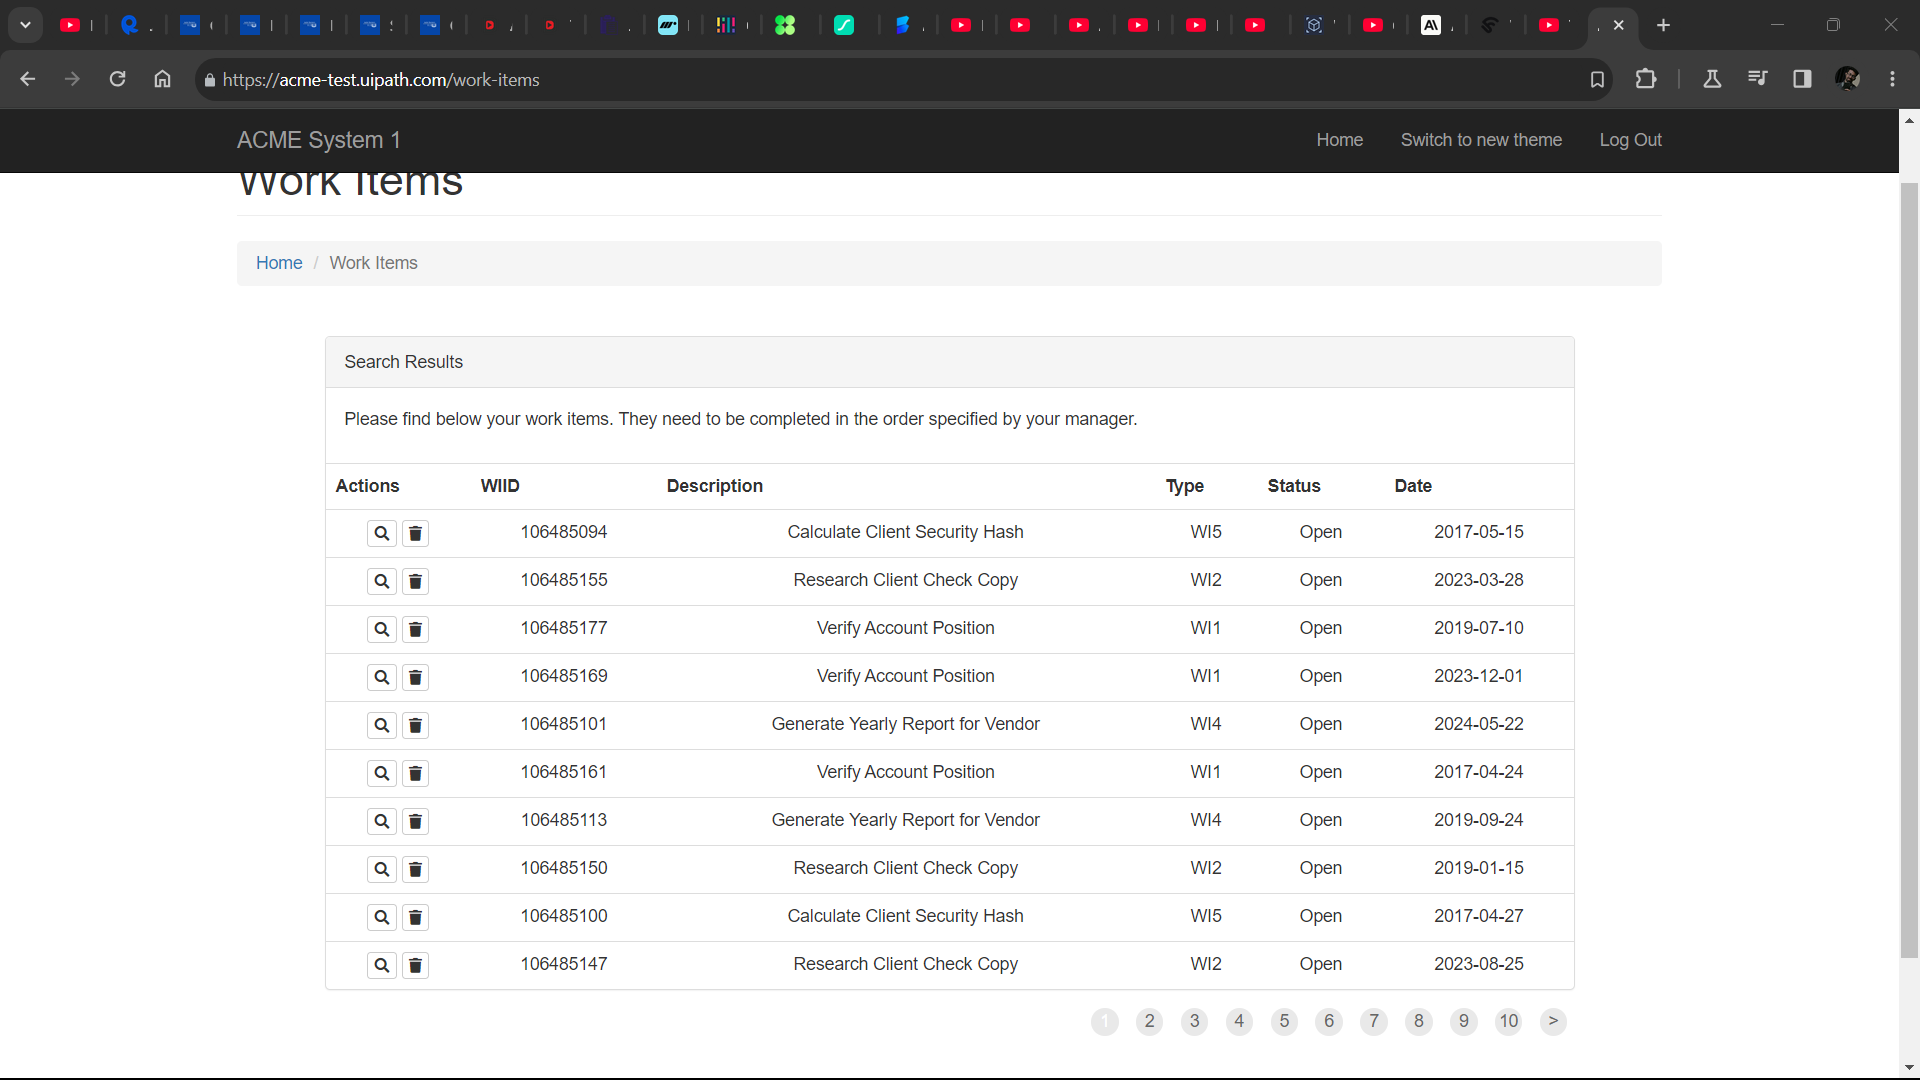 https://acme-test.uipath.com/work-items
ACME System 1 Home Switch to new theme Log Out
Work Items
Home / Work Items
Search Results
Please find below your work items. They need to be completed in the order specified by your manager.
Actions WIID Description Type Status Date
106485094 Calculate Client Security Hash WI5 Open 2017-05-15
106485155 Research Client Check Copy WI2 Open 2023-03-28
106485177 Verify Account Position WI1 Open 2019-07-10
106485169 Verify Account Position WI1 Open 2023-12-01
106485101 Generate Yearly Report for Vendor WI4 Open 2024-05-22
106485161 Verify Account Position WI1 Open 2017-04-24
106485113 Generate Yearly Report for Vendor WI4 Open 2019-09-24
106485150 Research Client Check Copy WI2 Open 2019-01-15
106485100 Calculate Client Security Hash WI5 Open 2017-04-27
106485147 Research Client Check Copy WI2 Open 2023-08-25
1 2 3 4 5 6 7 8 9 10 >